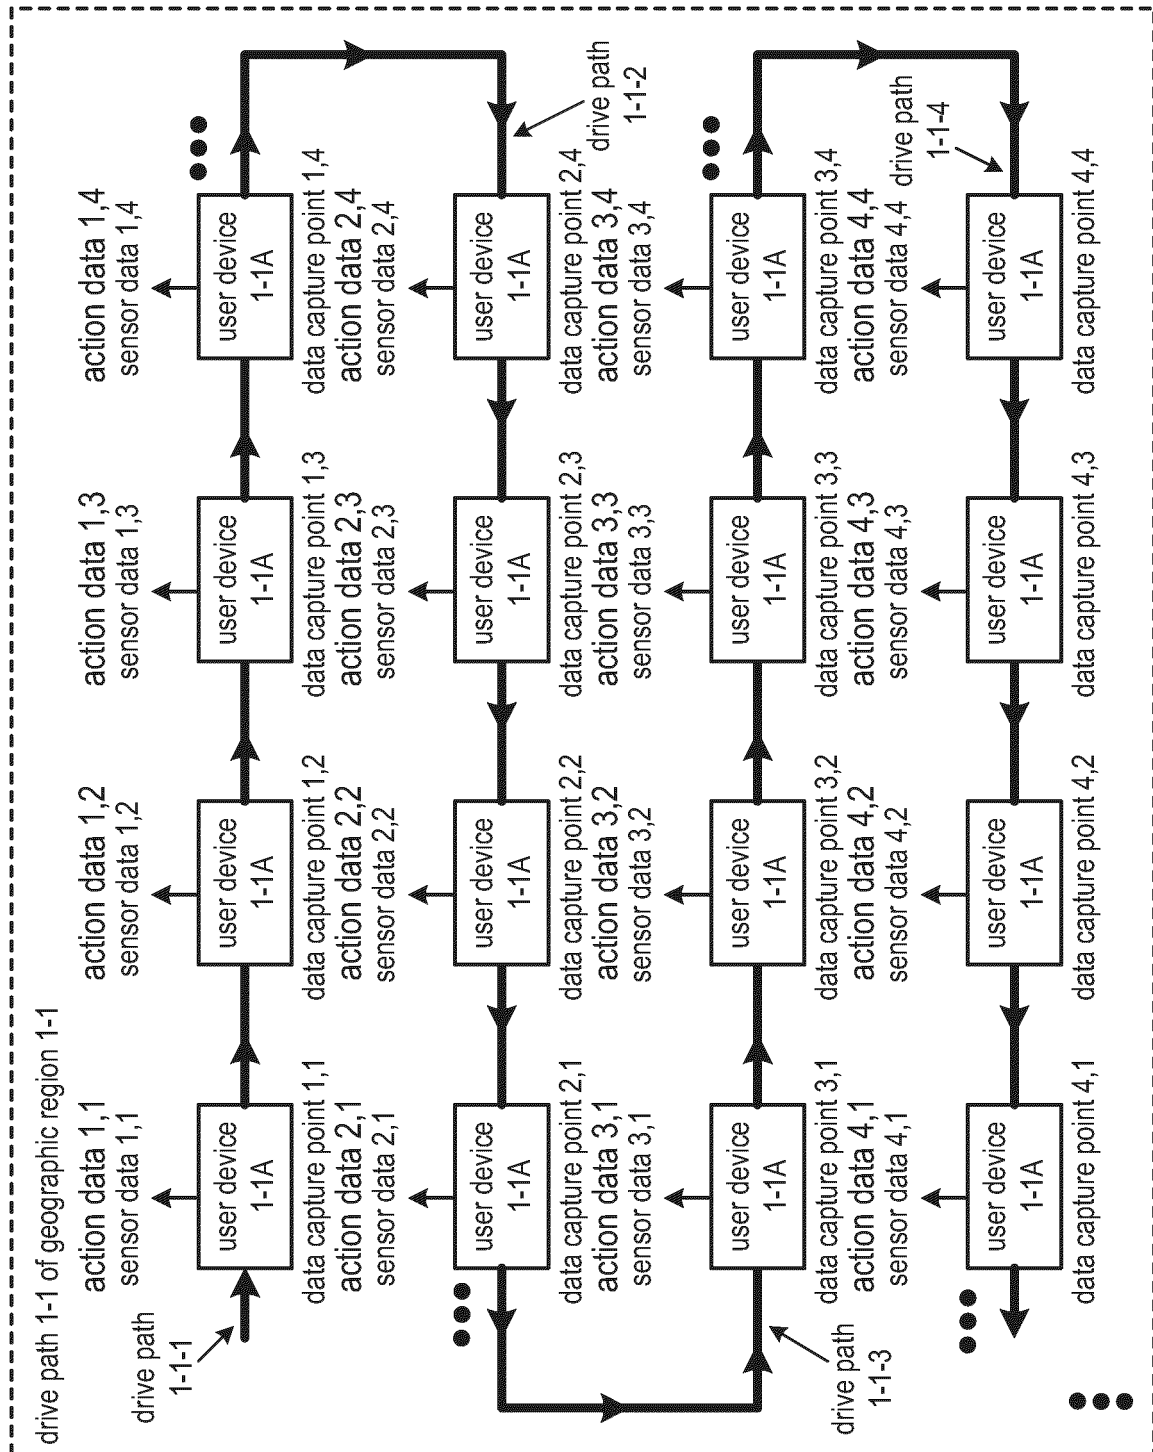 drive path 1-1 of geographic region 1-1
action data 1,1
sensor data 1,1
action data 1,2
sensor data 1,2
action data 1,3
sensor data 1,3
action data 1,4
sensor data 1,4
drive path
1-1-1
user device
1-1A
user device
1-1A
user device
1-1A
user device
1-1A
data capture point 1,1
data capture point 1,2
data capture point 1,3
data capture point 1,4
action data 2,1
sensor data 2,1
action data 2,2
sensor data 2,2
action data 2,3
sensor data 2,3
action data 2,4
sensor data 2,4
user device
1-1A
user device
1-1A
user device
1-1A
user device
1-1A
drive path
1-1-2
data capture point 2,1
data capture point 2,2
data capture point 2,3
data capture point 2,4
action data 3,1
sensor data 3,1
action data 3,2
sensor data 3,2
action data 3,3
sensor data 3,3
action data 3,4
sensor data 3,4
user device
1-1A
user device
1-1A
user device
1-1A
user device
1-1A
drive path
1-1-3
data capture point 3,1
data capture point 3,2
data capture point 3,3
data capture point 3,4
action data 4,1
sensor data 4,1
action data 4,2
sensor data 4,2
action data 4,3
sensor data 4,3
action data 4,4
sensor data 4,4
drive path
1-1-4
user device
1-1A
user device
1-1A
user device
1-1A
user device
1-1A
data capture point 4,1
data capture point 4,2
data capture point 4,3
data capture point 4,4